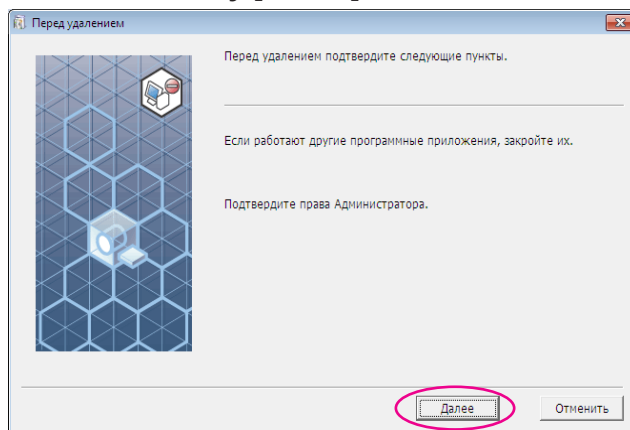 Перед удалением
Перед удалением подтвердите следующие пункты.
Если работают другие программные приложения, закройте их.
Подтвердите права Администратора.
Далее
Отменить